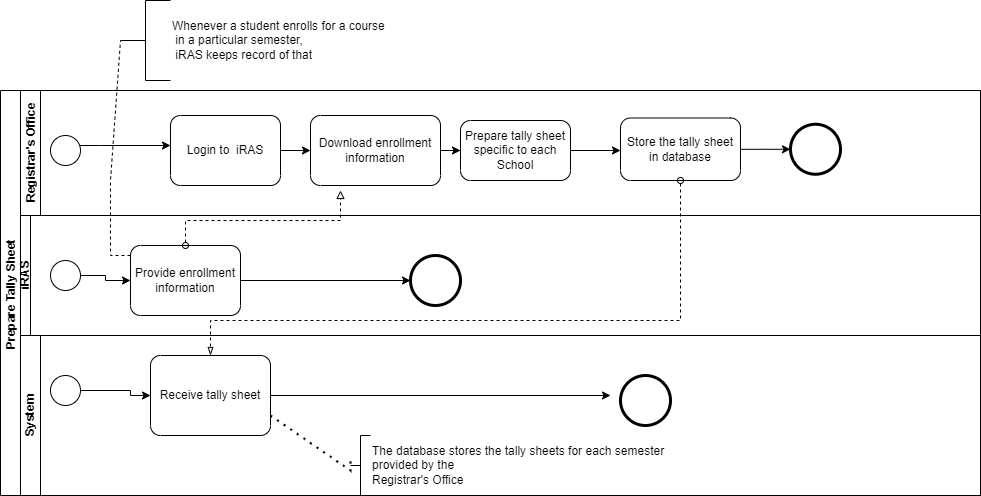 Whenever a student enrolls for a course
in a particular semester,
iRAS keeps record of that
Prepare Tally Sheet
Registrar's Office
Login to iRAS
Download enrollment
information
Prepare tally sheet
specific to each
School
Store the tally sheet
in database
iRAS
Provide enrollment
information
System
Receive tally sheet
The database stores the tally sheets for each semester
provided by the
Registrar's Office